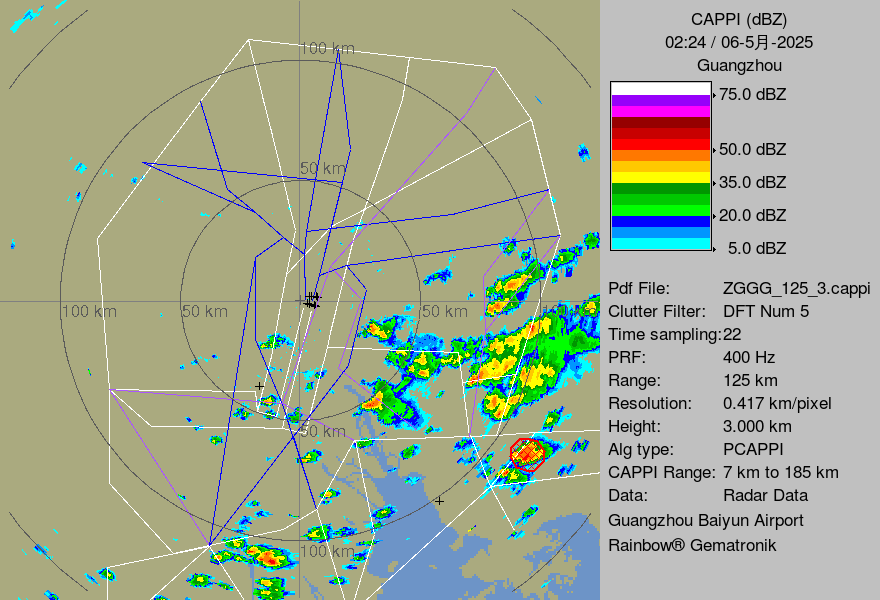 CAPPI (dBZ)
02:24 / 06-5月-2025
Guangzhou
75.0 dBZ
50.0 dBZ
35.0 dBZ
20.0 dBZ
5.0 dBZ
Pdf File: ZGGG_125_3.cappi
Clutter Filter: DFT Num 5
Time sampling:22
PRF: 400 Hz
Range: 125 km
Resolution: 0.417 km/pixel
Height: 3.000 km
Alg type: PCAPPI
CAPPI Range: 7 km to 185 km
Data: Radar Data
Guangzhou Baiyun Airport
Rainbow® Gematronik
100 km
50 km
100 km
50 km
50 km
50 km
100 km